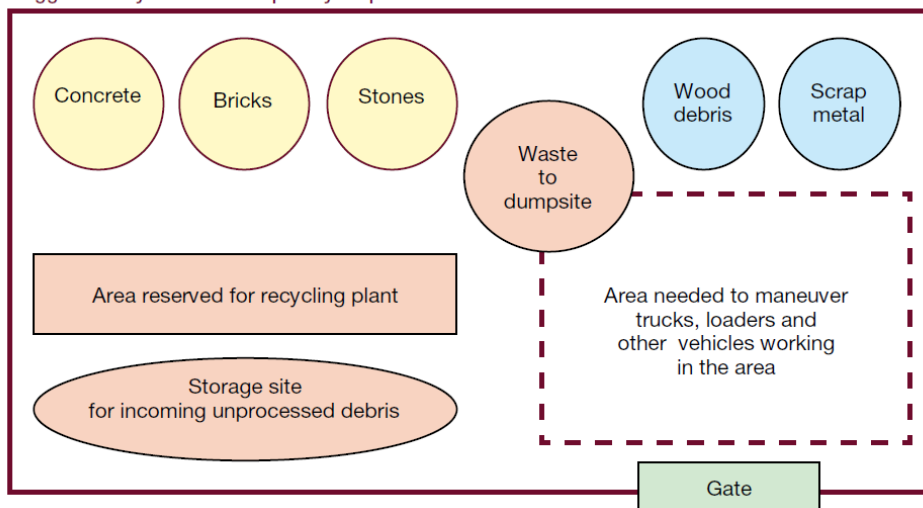 Concrete
Bricks
Stones
Wood
debris
Scrap
metal
Waste
to
dumpsite
Area reserved for recycling plant
Area needed to maneuver
trucks, loaders and
other vehicles working
in the area
Storage site
for incoming unprocessed debris
Gate